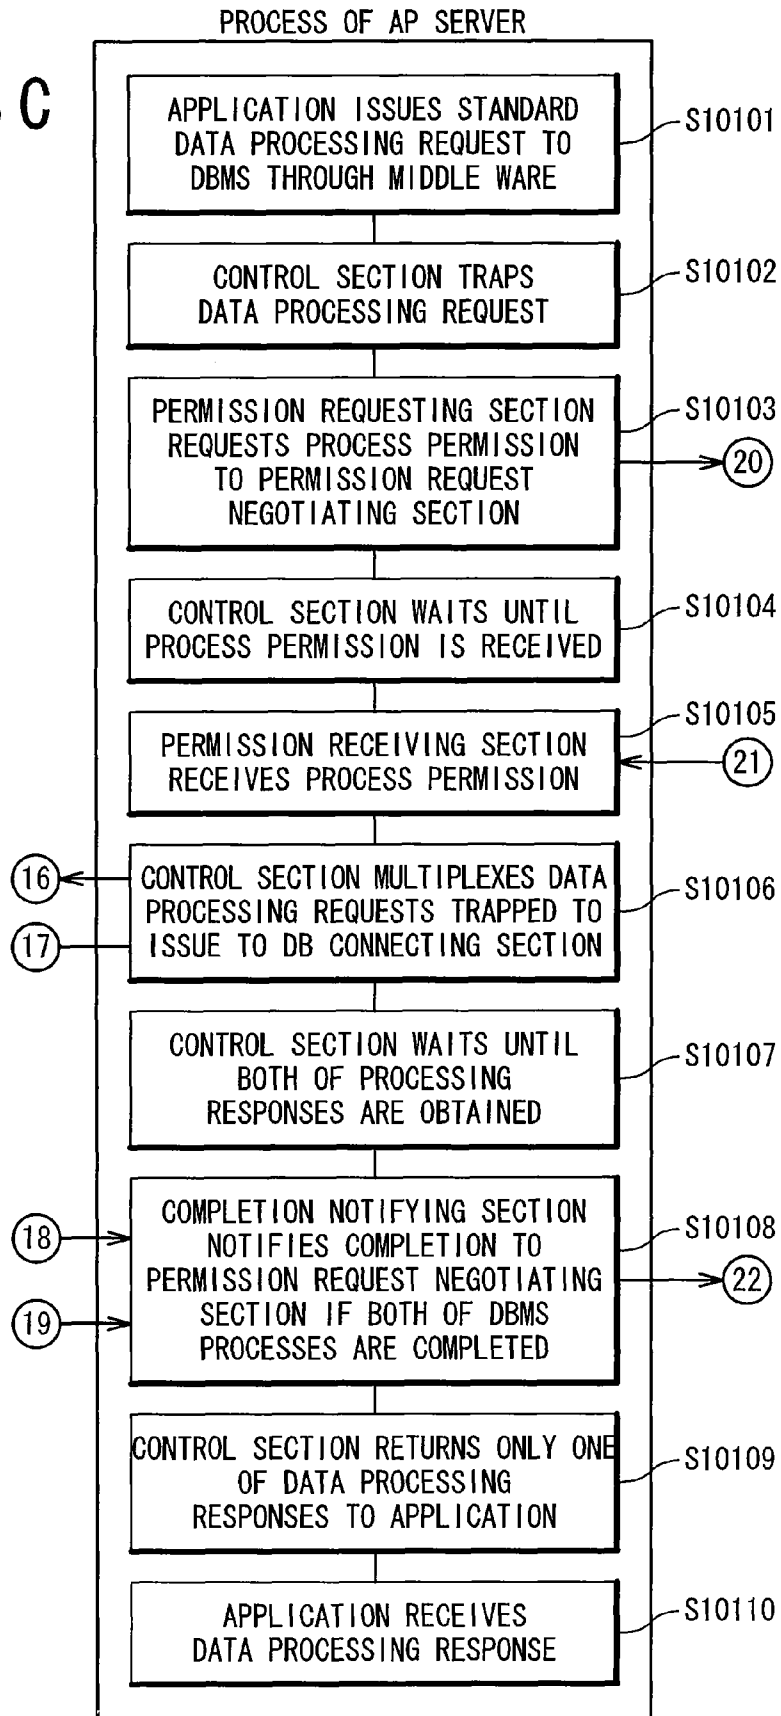 PROCESS OF AP SERVER
C
APPLICATION ISSUES STANDARD
DATA PROCESSING REQUEST TO
DBMS THROUGH MIDDLE WARE
S10101
CONTROL SECTION TRAPS
DATA PROCESSING REQUEST
S10102
PERMISSION REQUESTING SECTION
REQUESTS PROCESS PERMISSION
TO PERMISSION REQUEST
NEGOTIATING SECTION
S10103
20
CONTROL SECTION WAITS UNTIL
PROCESS PERMISSION IS RECEIVED
S10104
PERMISSION RECEIVING SECTION
RECEIVES PROCESS PERMISSION
S10105
21
16
17
CONTROL SECTION MULTIPLEXES DATA
PROCESSING REQUESTS TRAPPED TO
ISSUE TO DB CONNECTING SECTION
S10106
CONTROL SECTION WAITS UNTIL
BOTH OF PROCESSING
RESPONSES ARE OBTAINED
S10107
18
19
COMPLETION NOTIFYING SECTION
NOTIFIES COMPLETION TO
PERMISSION REQUEST NEGOTIATING
SECTION IF BOTH OF DBMS
PROCESSES ARE COMPLETED
S10108
22
CONTROL SECTION RETURNS ONLY ONE
OF DATA PROCESSING
RESPONSES TO APPLICATION
S10109
APPLICATION RECEIVES
DATA PROCESSING RESPONSE
S10110